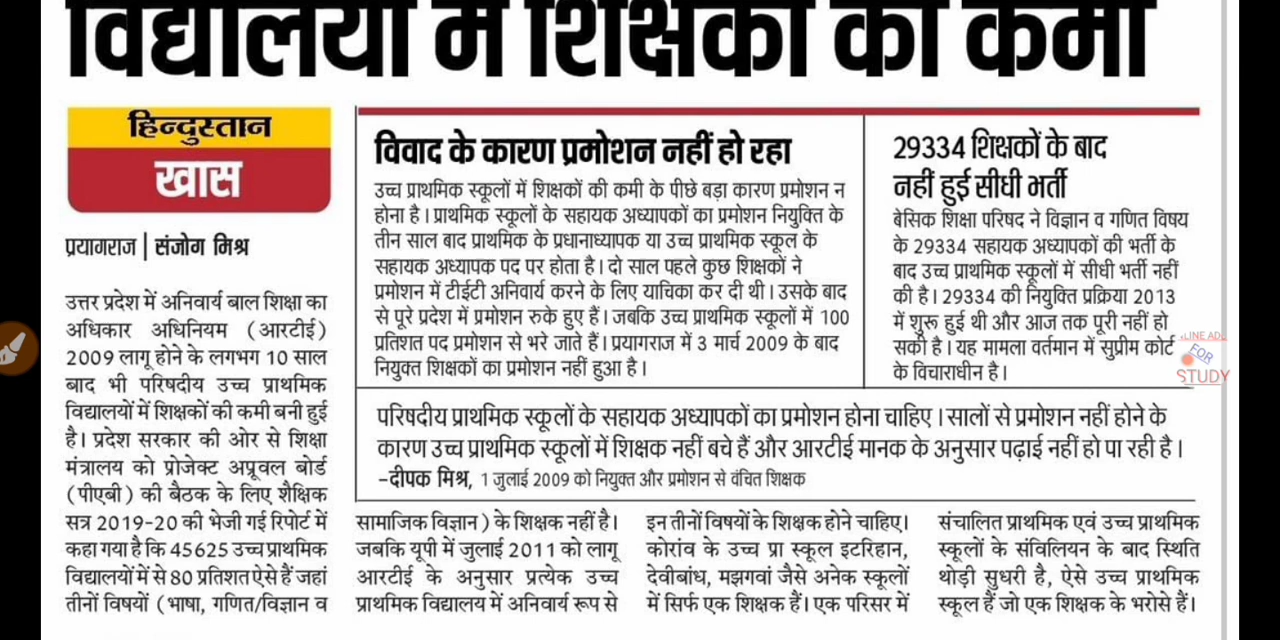 विद्यालयों में शिक्षकों की कमी
हिन्दुस्तान
खास
प्रयागराज | संजोग मिश्र
उत्तर प्रदेश में अनिवार्य बाल शिक्षा का
अधिकार अधिनियम (आरटीई)
2009 लागू होने के लगभग 10 साल
बाद भी परिषदीय उच्च प्राथमिक
विद्यालयों में शिक्षकों की कमी बनी हुई
है। प्रदेश सरकार की ओर से शिक्षा
मंत्रालय को प्रोजेक्ट अप्रूवल बोर्ड
(पीएबी) की बैठक के लिए शैक्षिक
सत्र 2019-20 की भेजी गई रिपोर्ट में
कहा गया है कि 45625 उच्च प्राथमिक
विद्यालयों में से 80 प्रतिशत ऐसे हैं जहां
तीनों विषयों (भाषा, गणित/विज्ञान व
विवाद के कारण प्रमोशन नहीं हो रहा
उच्च प्राथमिक स्कूलों में शिक्षकों की कमी के पीछे बड़ा कारण प्रमोशन न
होना है। प्राथमिक स्कूलों के सहायक अध्यापकों का प्रमोशन नियुक्ति के
तीन साल बाद प्राथमिक के प्रधानाध्यापक या उच्च प्राथमिक स्कूल के
सहायक अध्यापक पद पर होता है। दो साल पहले कुछ शिक्षकों ने
प्रमोशन में टीईटी अनिवार्य करने के लिए याचिका कर दी थी। उसके बाद
से पूरे प्रदेश में प्रमोशन रुके हुए हैं। जबकि उच्च प्राथमिक स्कूलों में 100
प्रतिशत पद प्रमोशन से भरे जाते हैं। प्रयागराज में 3 मार्च 2009 के बाद
नियुक्त शिक्षकों का प्रमोशन नहीं हुआ है।
29334 शिक्षकों के बाद
नहीं हुई सीधी भर्ती
बेसिक शिक्षा परिषद ने विज्ञान व गणित विषय
के 29334 सहायक अध्यापकों की भर्ती के
बाद उच्च प्राथमिक स्कूलों में सीधी भर्ती नहीं
की है। 29334 की नियुक्ति प्रक्रिया 2013
में शुरू हुई थी और आज तक पूरी नहीं हो
सकी है। यह मामला वर्तमान में सुप्रीम कोर्ट
के विचाराधीन है।
परिषदीय प्राथमिक स्कूलों के सहायक अध्यापकों का प्रमोशन होना चाहिए। सालों से प्रमोशन नहीं होने के
कारण उच्च प्राथमिक स्कूलों में शिक्षक नहीं बचे हैं और आरटीई मानक के अनुसार पढ़ाई नहीं हो पा रही है।
-दीपक मिश्र, 1 जुलाई 2009 को नियुक्त और प्रमोशन से वंचित शिक्षक
सामाजिक विज्ञान) के शिक्षक नहीं है।
जबकि यूपी में जुलाई 2011 को लागू
आरटीई के अनुसार प्रत्येक उच्च
प्राथमिक विद्यालय में अनिवार्य रूप से
इन तीनों विषयों के शिक्षक होने चाहिए।
कोरांव के उच्च प्रा स्कूल इटरिहान,
देवीबांध, मझगवां जैसे अनेक स्कूलों
में सिर्फ एक शिक्षक हैं। एक परिसर में
संचालित प्राथमिक एवं उच्च प्राथमिक
स्कूलों के संविलियन के बाद स्थिति
थोड़ी सुधरी है, ऐसे उच्च प्राथमिक
स्कूल हैं जो एक शिक्षक के भरोसे हैं।
FOR
STUDY